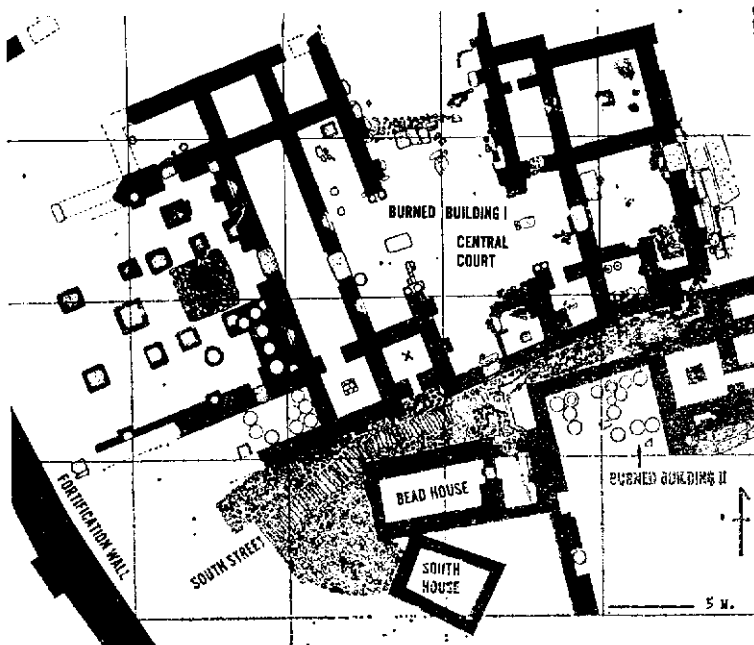 BURNED BUILDING I
CENTRAL
COURT
FORTIFICATION WALL
SOUTH STREET
BEAD HOUSE
BURNED BUILDING II
SOUTH
HOUSE
5 M.